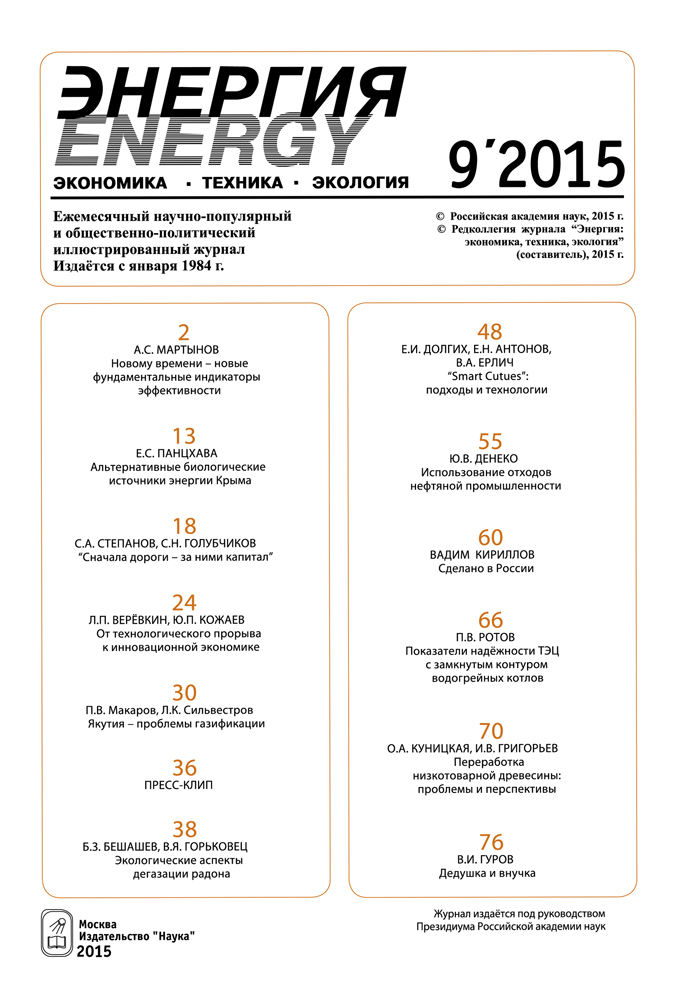 ЭНЕРГИЯ
ENERGY
ЭКОНОМИКА · ТЕХНИКА · ЭКОЛОГИЯ
9'2015
Ежемесячный научно-популярный
и общественно-политический
иллюстрированный журнал
Издаётся с января 1984 г.
© Российская академия наук, 2015 г.
© Редколлегия журнала “Энергия:
экономика, техника, экология”
(составитель), 2015 г.
2
А.С. МАРТЫНОВ
Новому времени – новые
фундаментальные индикаторы
эффективности
13
Е.С. ПАНЦХАВА
Альтернативные биологические
источники энергии Крыма
18
С.А. СТЕПАНОВ, С.Н. ГОЛУБЧИКОВ
“Сначала дороги – за ними капитал”
24
Л.П. ВЕРЁВКИН, Ю.П. КОЖАЕВ
От технологического прорыва
к инновационной экономике
30
П.В. Макаров, Л.К. Сильвестров
Якутия – проблемы газификации
36
ПРЕСС-КЛИП
38
Б.З. БЕШАШЕВ, В.Я. ГОРЬКОВЕЦ
Экологические аспекты
дегазации радона
48
Е.И. ДОЛГИХ, Е.Н. АНТОНОВ,
В.А. ЕРЛИЧ
“Smart Cutues”:
подходы и технологии
55
Ю.В. ДЕНЕКО
Использование отходов
нефтяной промышленности
60
ВАДИМ КИРИЛЛОВ
Сделано в России
66
П.В. РОТОВ
Показатели надёжности ТЭЦ
с замкнутым контуром
водогрейных котлов
70
О.А. КУНИЦКАЯ, И.В. ГРИГОРЬЕВ
Переработка
низкотоварной древесины:
проблемы и перспективы
76
В.И. ГУРОВ
Дедушка и внучка
Москва
Издательство "Наука"
2015
Журнал издаётся под руководством
Президиума Российской академии наук